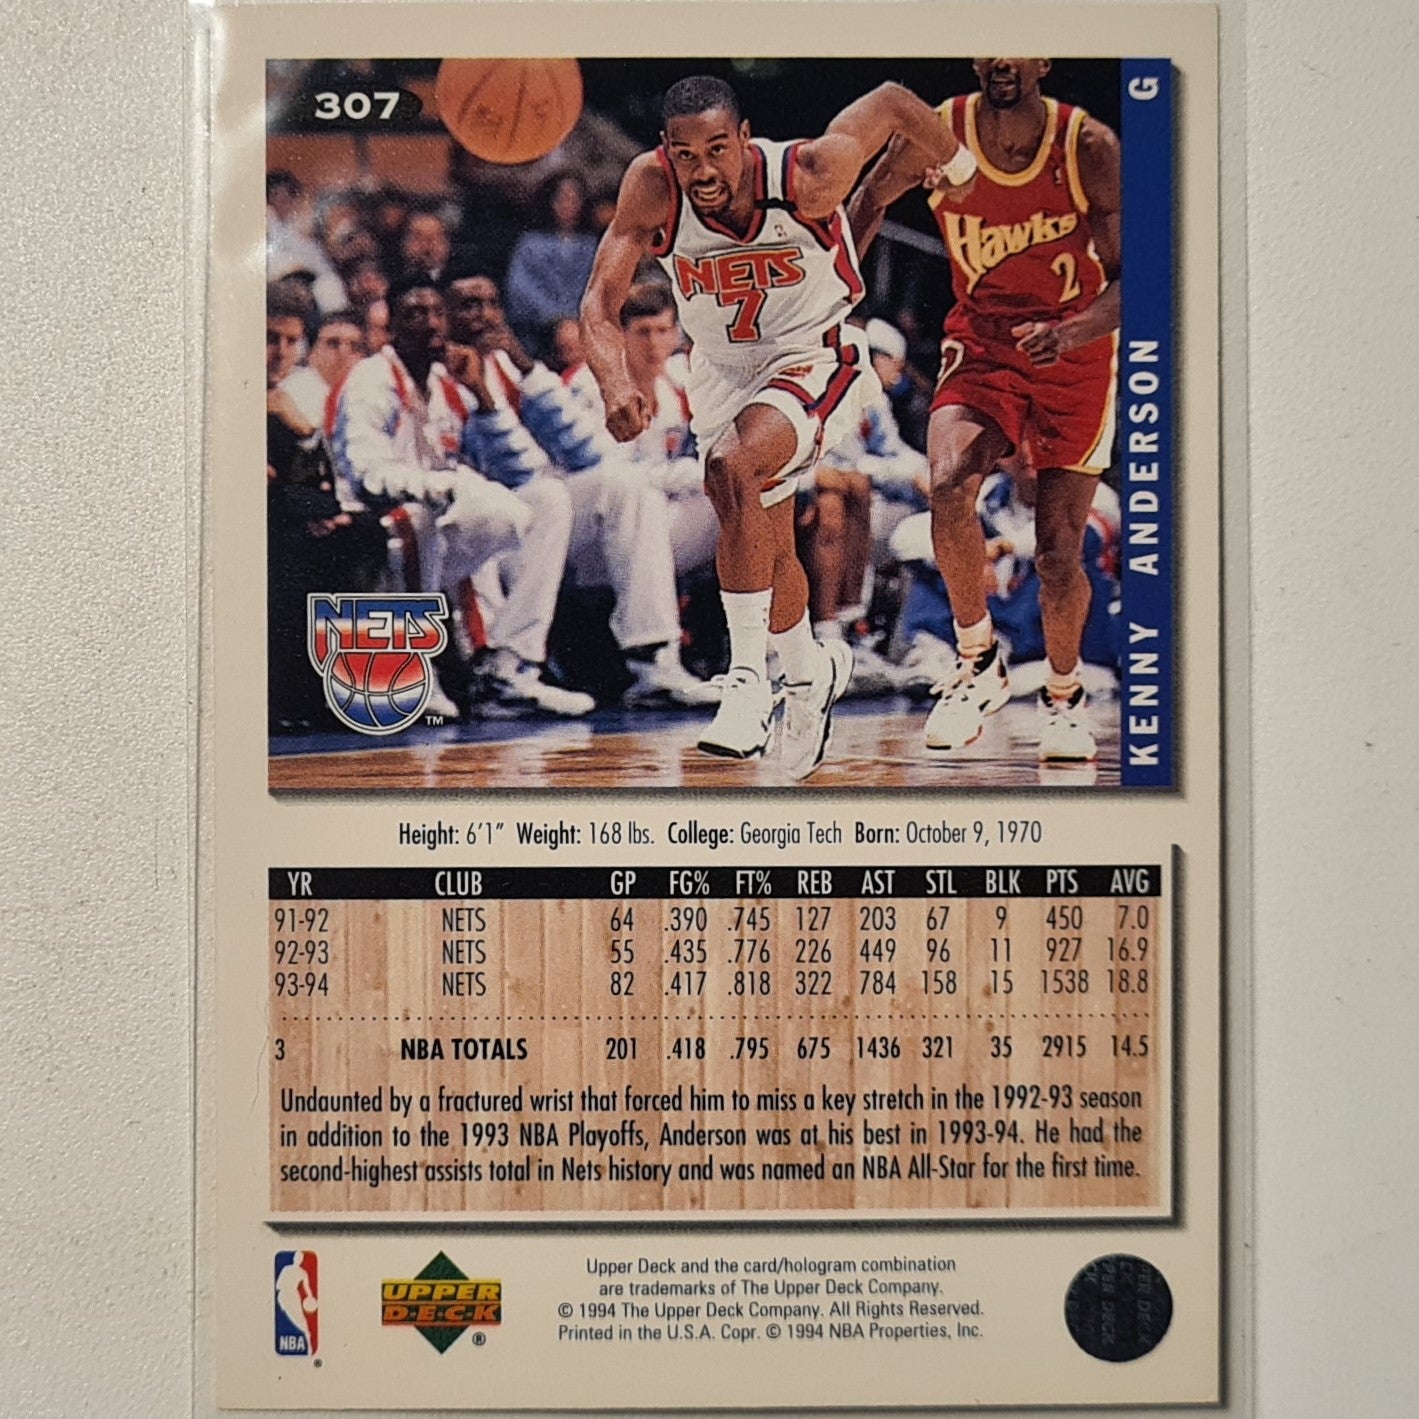 307
G
KENNY ANDERSON
NETS
7
Hawks
2
NETS
TM
Height: 6'1" Weight: 168 lbs. College: Georgia Tech Born: October 9, 1970
YR CLUB GP FG% FT% REB AST STL BLK PTS AVG
91-92 NETS 64 .390 .745 127 203 67 9 450 7.0
92-93 NETS 55 .435 .776 226 449 96 11 927 16.9
93-94 NETS 82 .417 .818 322 784 158 15 1538 18.8
3 NBA TOTALS 201 .418 .795 675 1436 321 35 2915 14.5
Undaunted by a fractured wrist that forced him to miss a key stretch in the 1992-93 season
in addition to the 1993 NBA Playoffs, Anderson was at his best in 1993-94. He had the
second-highest assists total in Nets history and was named an NBA All-Star for the first time.
NBA
®
UPPER
DECK
®
Upper Deck and the card/hologram combination
are trademarks of The Upper Deck Company.
© 1994 The Upper Deck Company. All Rights Reserved.
Printed in the U.S.A. Copr. © 1994 NBA Properties, Inc.